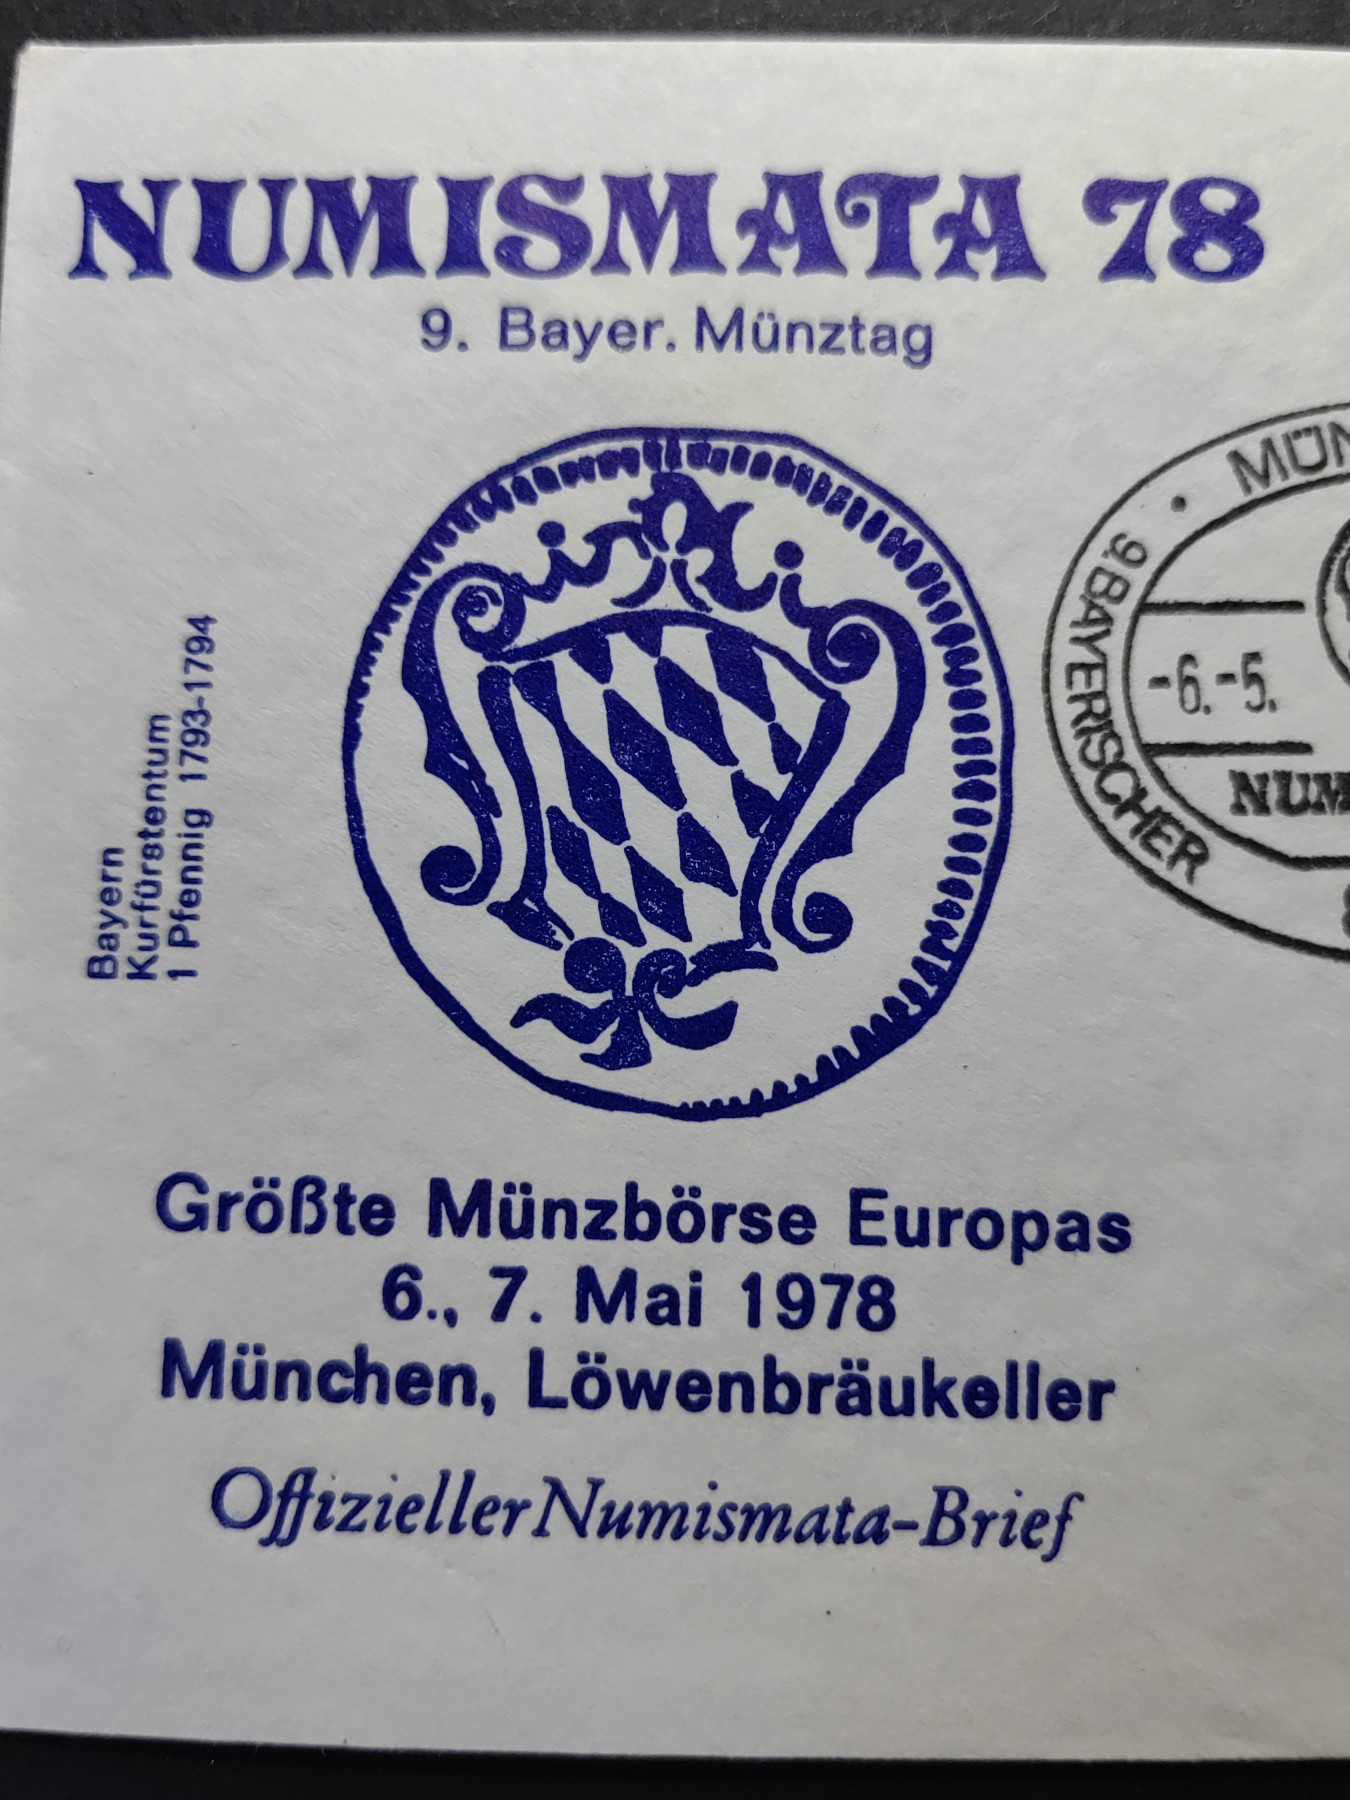 NUMISMATA 78
9. Bayer. Münztag
Bayern
Kurfürstentum
1 Pfennig 1793-1794
9. BAYERISCHER
-6.-5.
Größte Münzbörse Europas
6., 7. Mai 1978
München, Löwenbräukeller
Offizieller Numismata-Brief